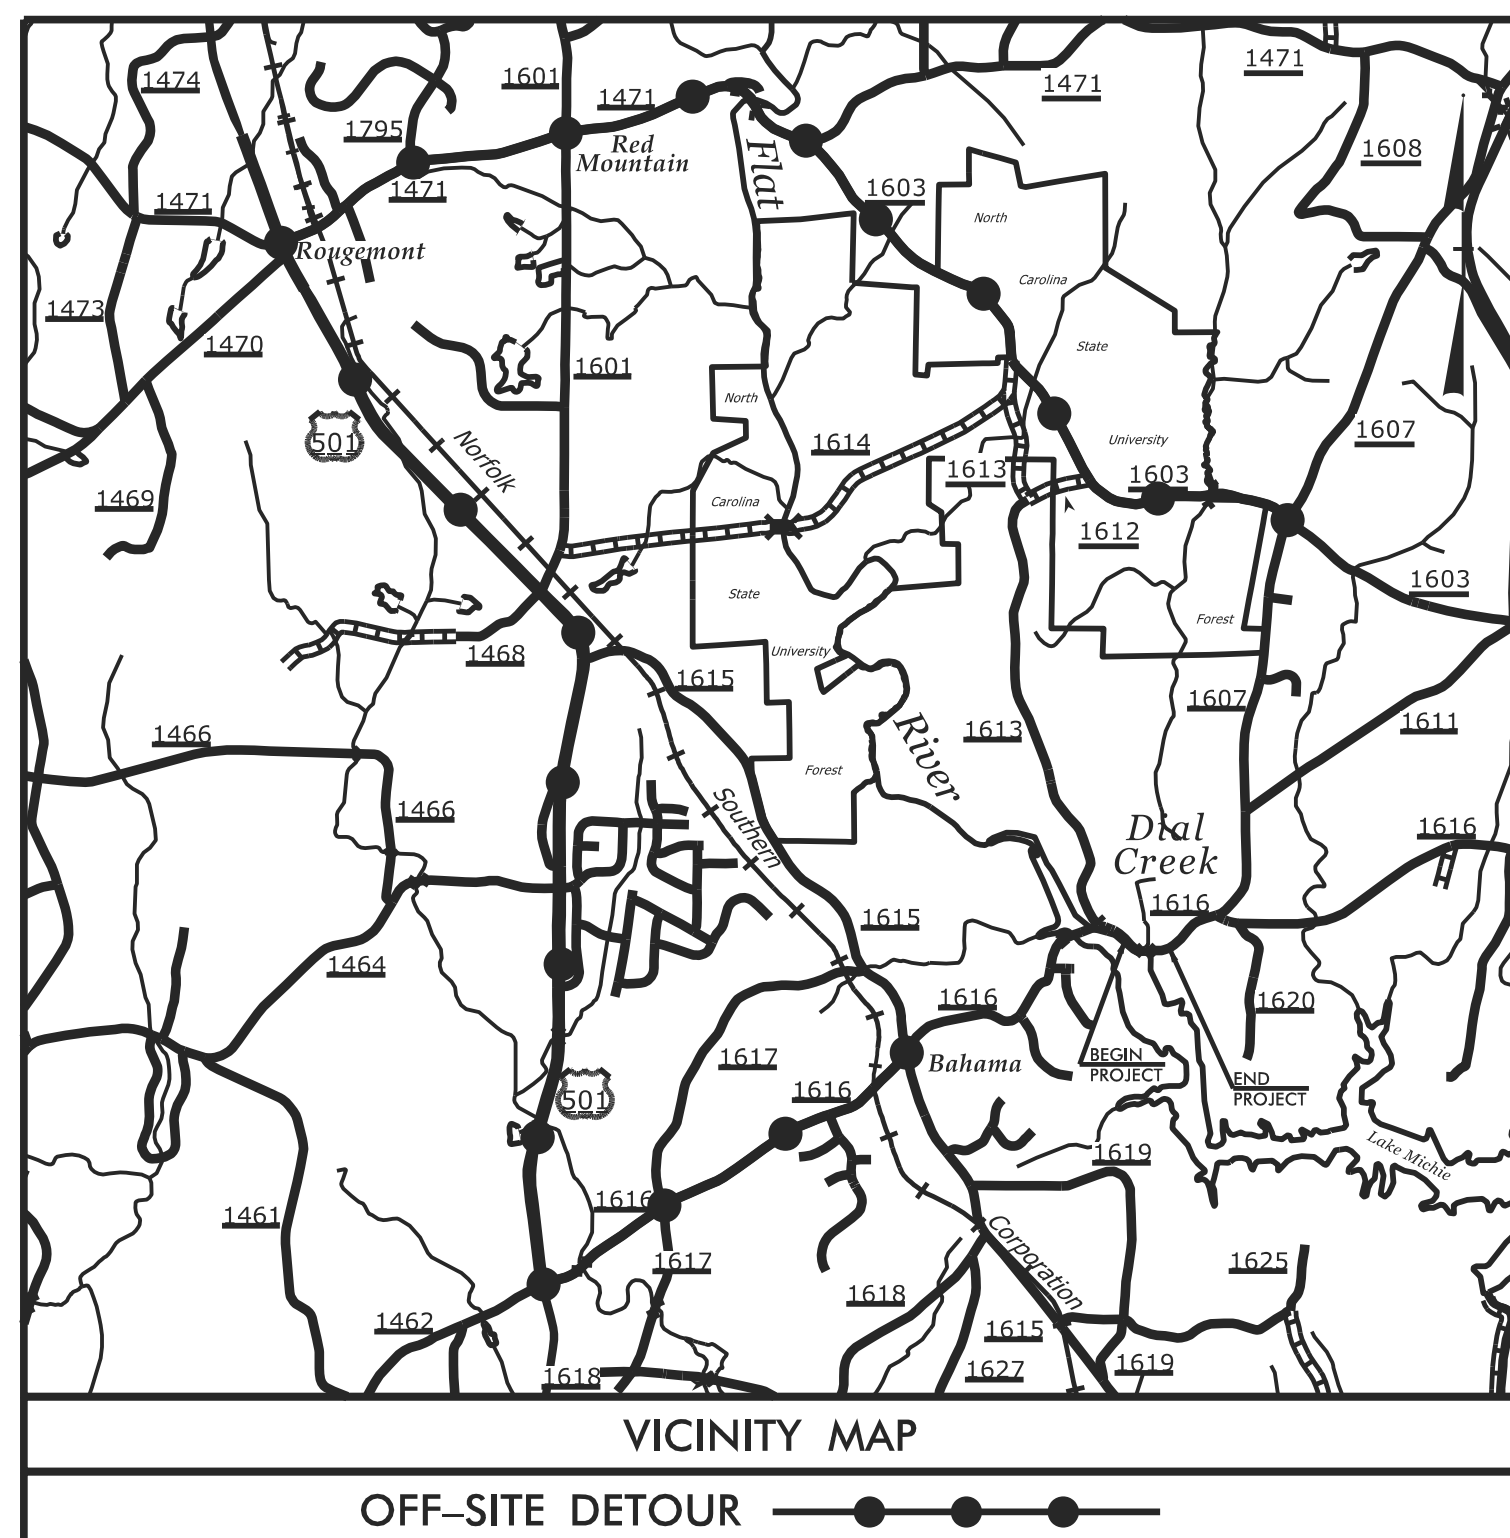 1474
1601
1471
1471
1471
1795
Red
Mountain
1608
Flat
1471
1471
1603
North
Rougemont
Carolina
1473
1470
State
1601
North
501
Norfolk
1614
University
1607
1613
1603
1469
Carolina
1612
State
1603
Forest
1468
University
1615
1607
1466
River
1613
1611
Forest
1466
Southern
Dial
Creek
1616
1616
1615
1464
1616
1620
1617
Bahama
BEGIN
PROJECT
END
PROJECT
501
1616
Lake Michie
1619
1616
1461
Corporation
1617
1625
1618
1462
1615
1618
1627
1619
VICINITY MAP
OFF–SITE DETOUR